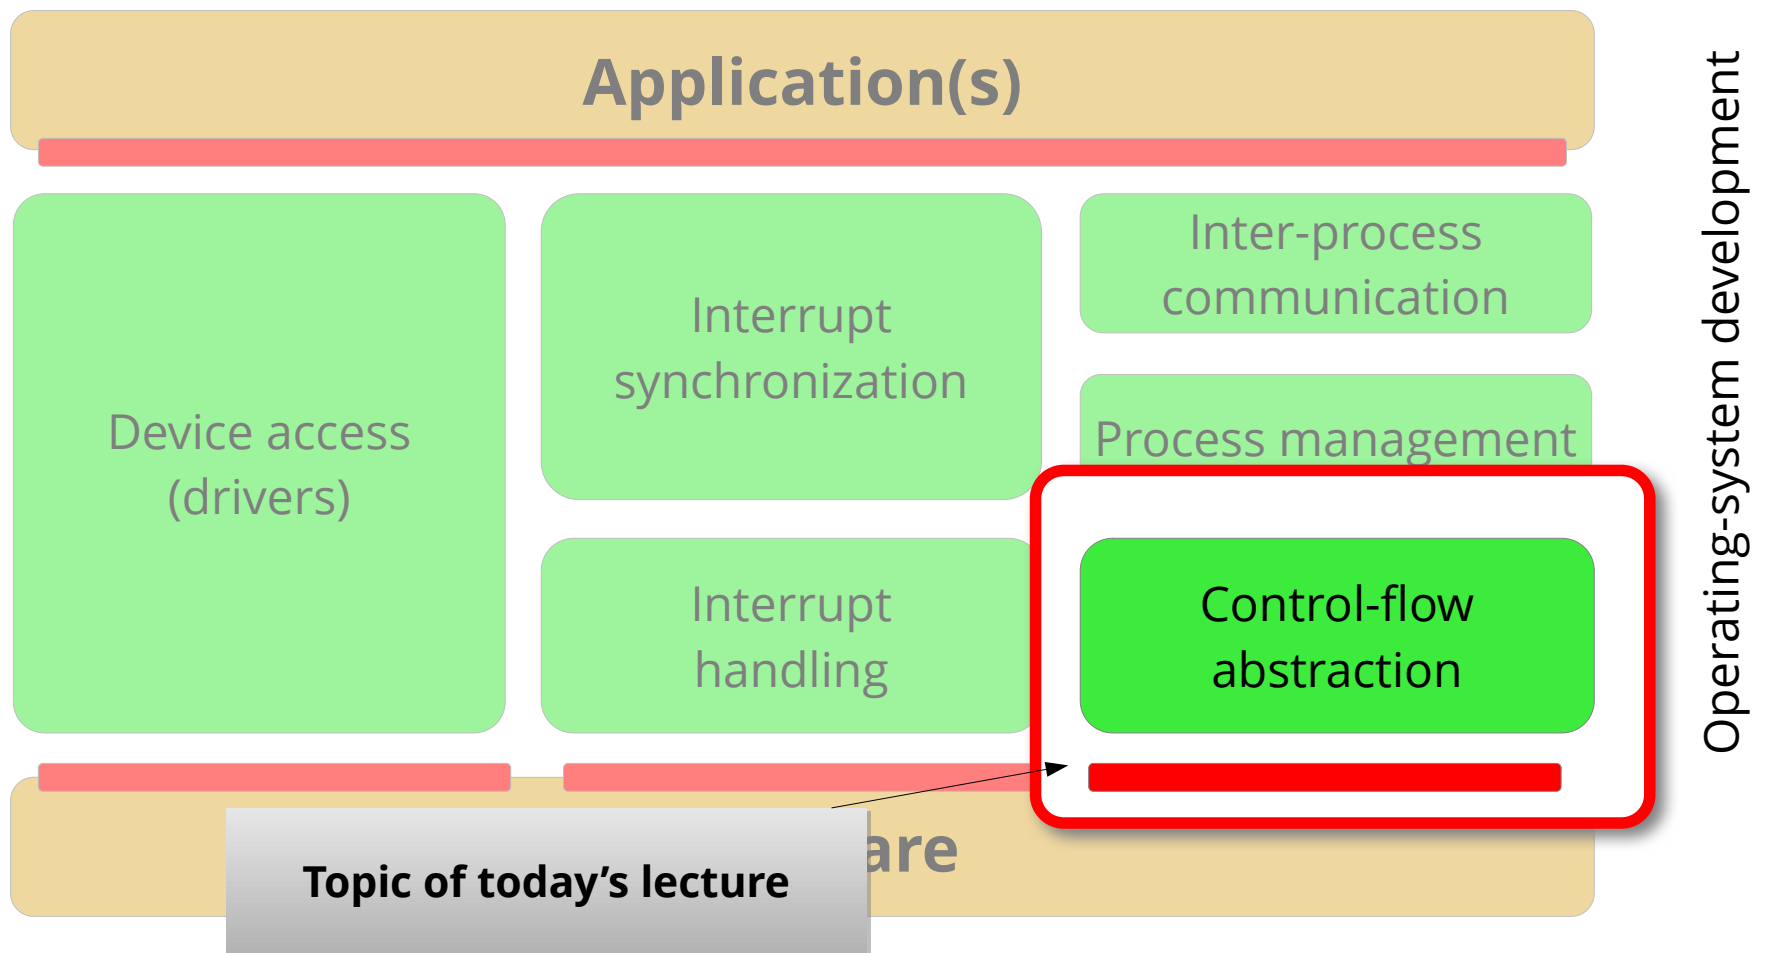 Application(s)
Device access
(drivers)
Interrupt
synchronization
Inter-process
communication
Process management
Interrupt
handling
Control-flow
abstraction
are
Topic of today’s lecture
Operating-system development